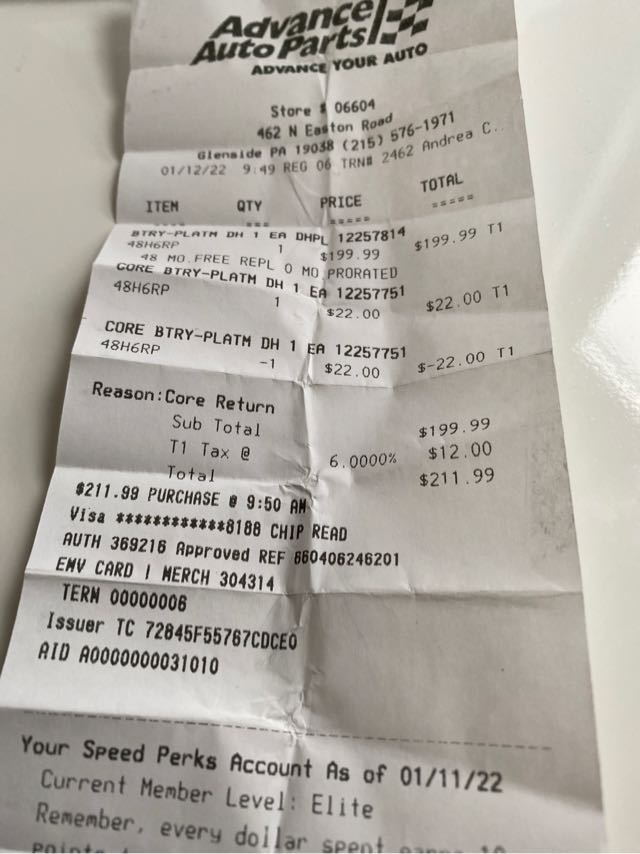 Advance
Auto Parts
ADVANCE YOUR AUTO
Store # 06604
462 N Easton Road
Glenside PA 19038 (215) 576-1971
01/12/22 9:49 REG 06 TRN# 2462 Andrea C..
ITEM QTY PRICE TOTAL
==== === ===== =====
BTRY-PLATM DH 1 EA DHPL 12257814
48H6RP 1 $199.99 $199.99 T1
48 MO.FREE REPL 0 MO PRORATED
CORE BTRY-PLATM DH 1 EA 12257751
48H6RP 1 $22.00 $22.00 T1
CORE BTRY-PLATM DH 1 EA 12257751
48H6RP -1 $22.00 $-22.00 T1
Reason:Core Return
Sub Total $199.99
T1 Tax @ 6.0000% $12.00
Total $211.99
$211.99 PURCHASE @ 9:50 AM
Visa ************8188 CHIP READ
AUTH 369216 Approved REF 860406246201
EMV CARD | MERCH 304314
TERM 00000006
Issuer TC 72845F55767CDCE0
AID A0000000031010
Your Speed Perks Account As of 01/11/22
Current Member Level: Elite
Remember, every dollar spent